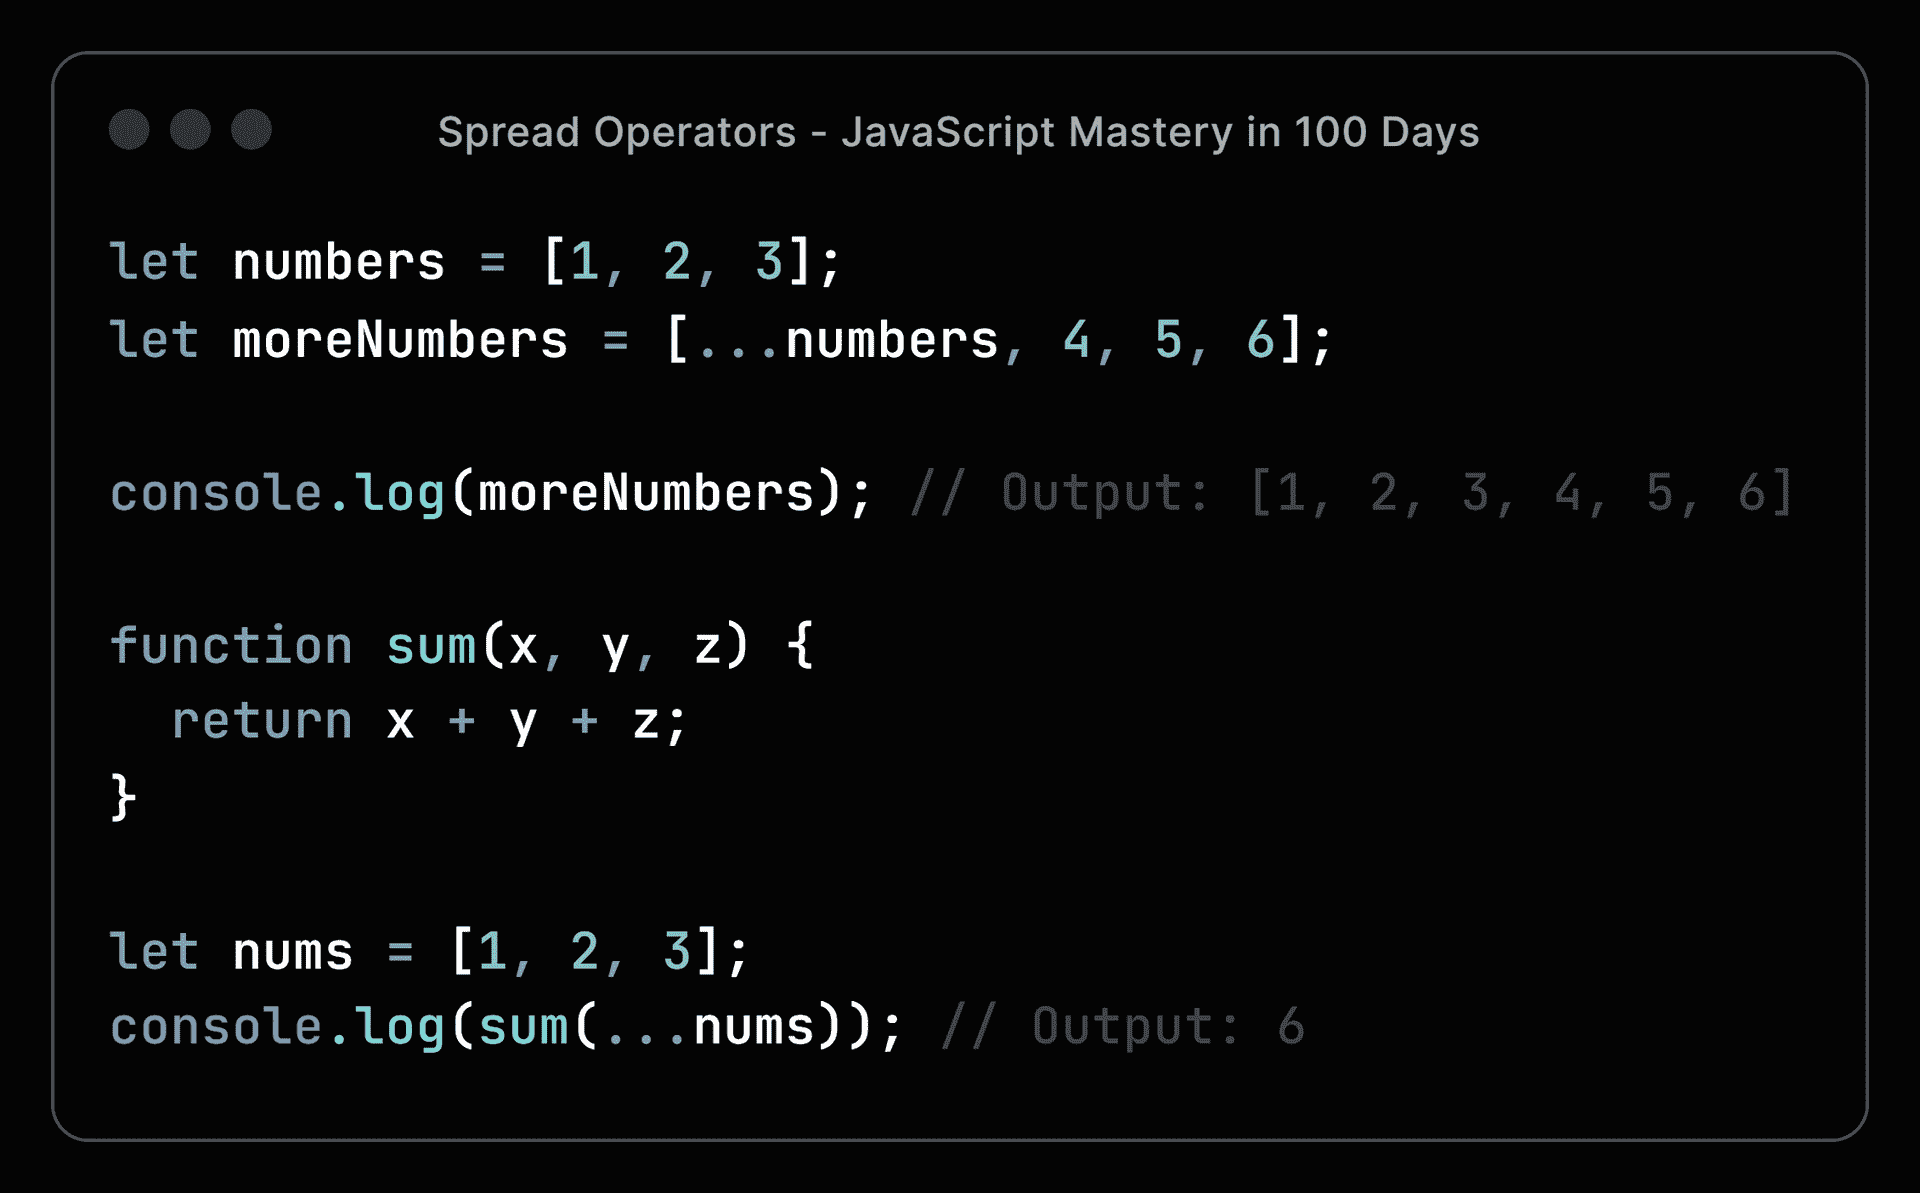 Spread Operators - JavaScript Mastery in 100 Days
let numbers = [1, 2, 3];
let moreNumbers = [...numbers, 4, 5, 6];
console.log(moreNumbers); // Output: [1, 2, 3, 4, 5, 6]
function sum(x, y, z) {
  return x + y + z;
}
let nums = [1, 2, 3];
console.log(sum(...nums)); // Output: 6